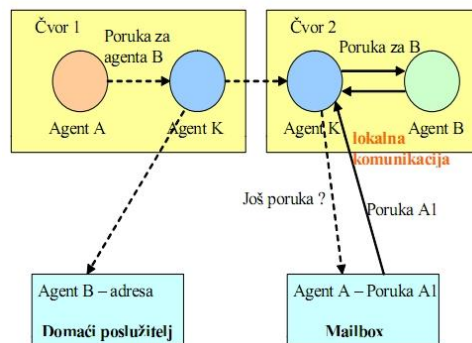 Čvor 1
Poruka za
agenta B
Agent A
Agent K
Čvor 2
Poruka za B
Agent K
Agent B
lokalna
komunikacija
Još poruka ?
Poruka A1
Agent B – adresa
Domaći poslužitelj
Agent A – Poruka A1
Mailbox